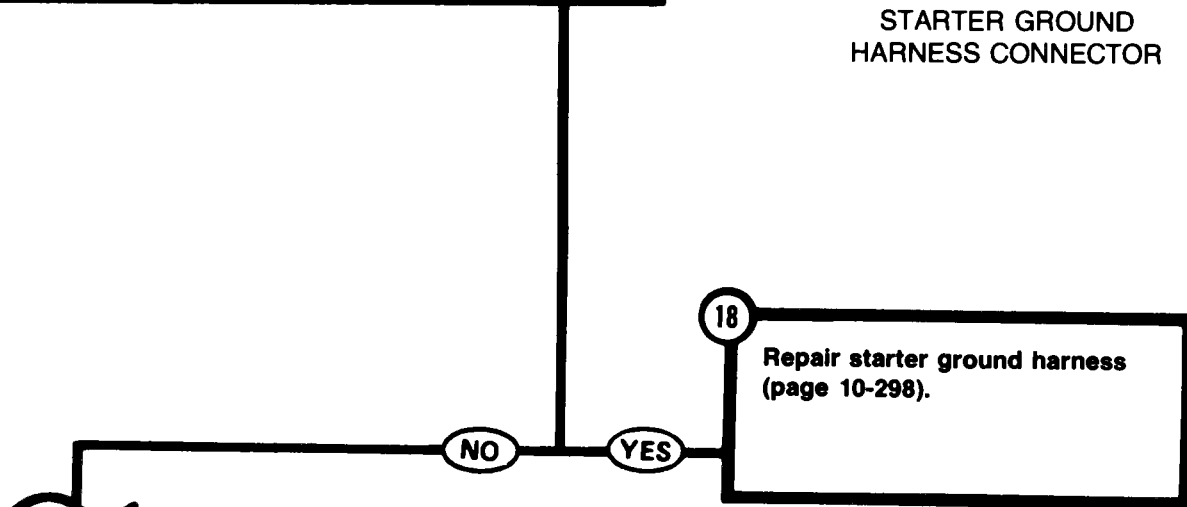 STARTER GROUND
HARNESS CONNECTOR
18
Repair starter ground harness
(page 10-298).
NO
YES